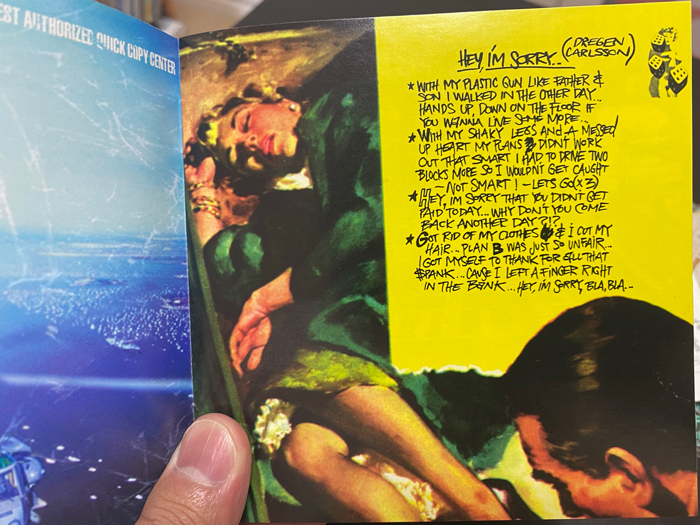 EST AUTHORIZED QUICK COPY CENTER
HEY, I'M SORRY... (DREGEN CARLSSON)
★ WITH MY PLASTIC GUN LIKE FATHER &
SON I WALKED IN THE OTHER DAY...
HANDS UP, DOWN ON THE FLOOR IF
YOU WANNA LIVE SOME MORE...
★ WITH MY SHAKY LEGS AND A MESSED
UP HEART MY PLANS DIDN'T WORK
OUT THAT SMART I HAD TO DRIVE TWO
BLOCKS MORE SO I WOULDN'T GET CAUGHT
- NOT SMART! - LETS GO (X3)
★ HEY, I'M SORRY THAT YOU DIDN'T GET
PAID TODAY... WHY DON'T YOU COME
BACK ANOTHER DAY?!?
★ GOT RID OF MY CLOTHES & I CUT MY
HAIR... PLAN B WAS JUST SO UNFAIR...
I GOT MYSELF TO THANK FOR ALL THAT
$PANK... CAUSE I LEFT A FINGER RIGHT
IN THE BANK... HEY, I'M SORRY, BLA, BLA...